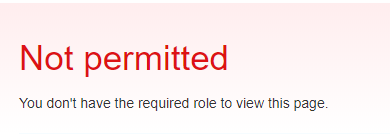 Not permitted
You don't have the required role to view this page.